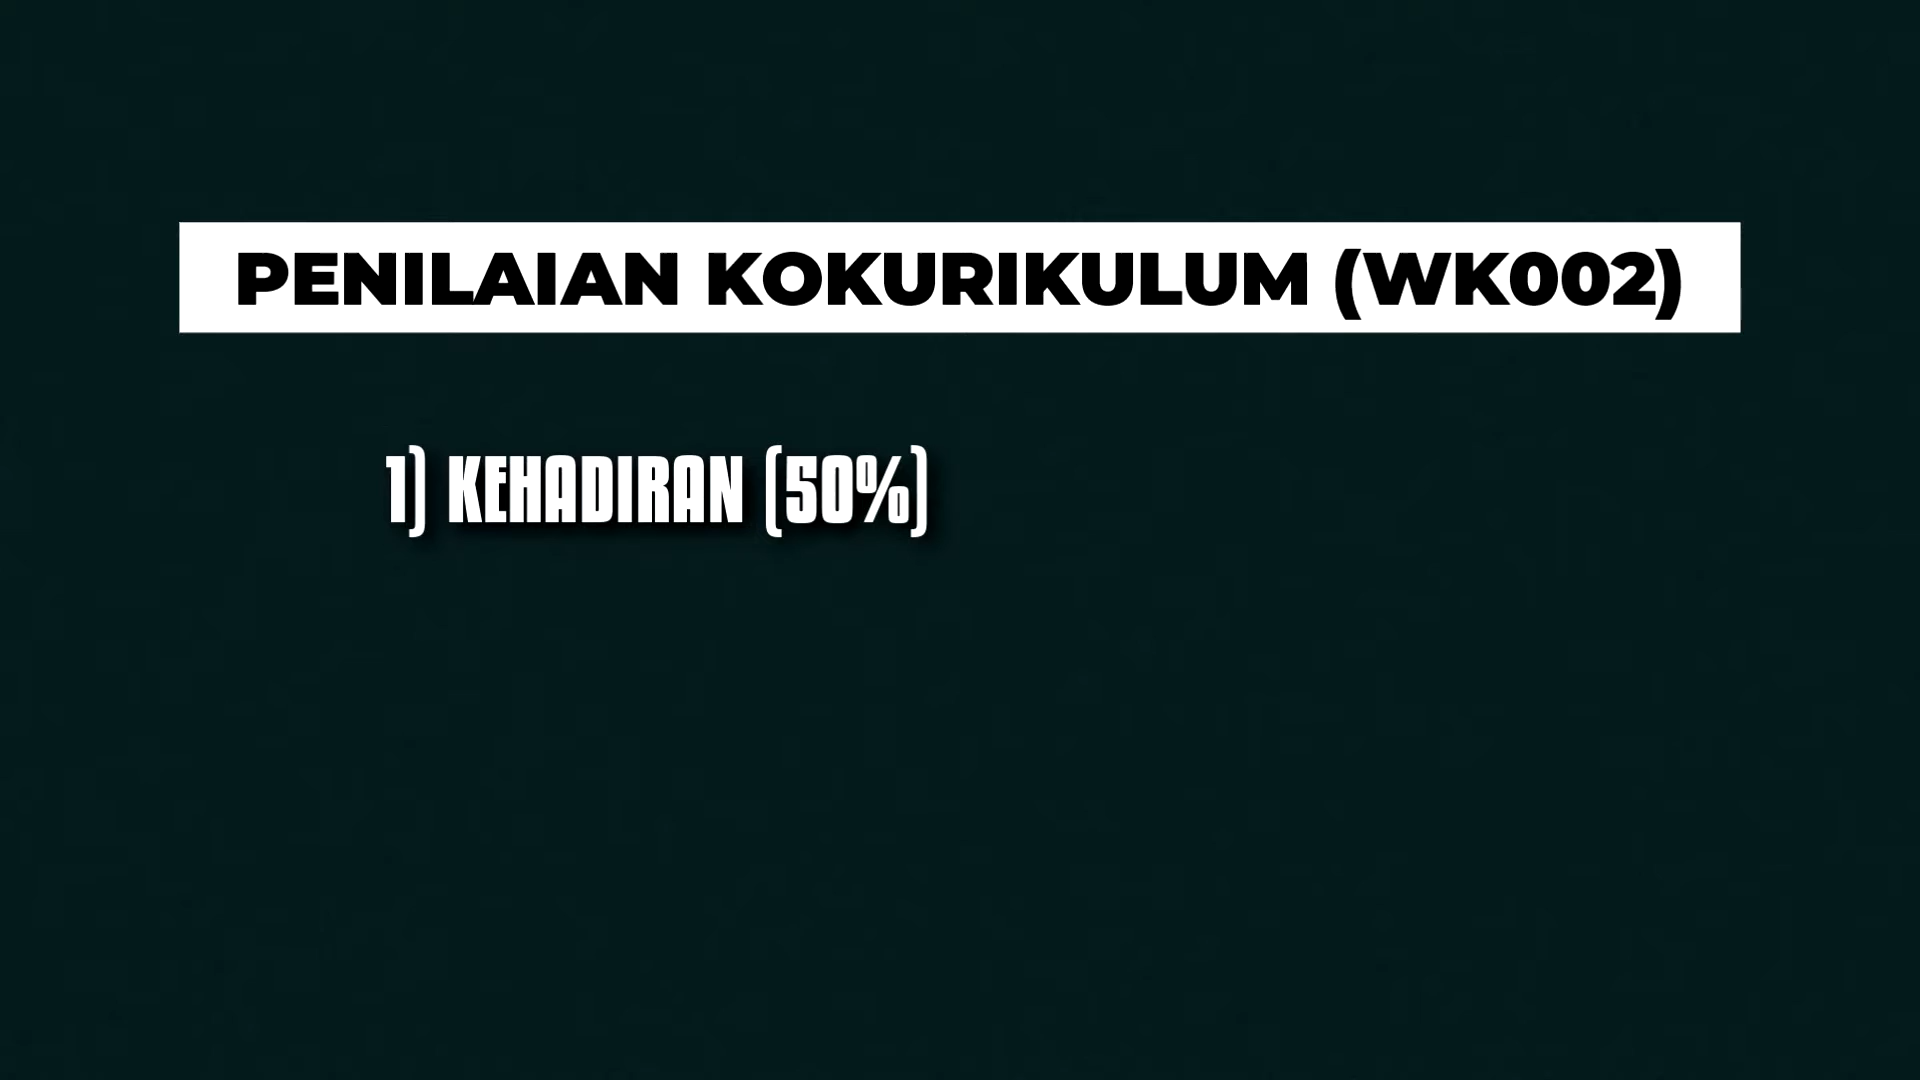 PENILAIAN KOKURIKULUM (WK002)
1) KEHADIRAN (50%)